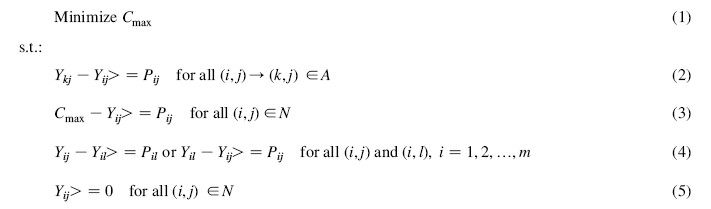 Minimize C_max (1)
s.t.:
Y_kj − Y_ij> = P_ij for all (i,j) → (k,j) ∈ A (2)
C_max − Y_ij> = P_ij for all (i,j) ∈ N (3)
Y_ij − Y_il> = P_il or Y_il − Y_ij> = P_ij for all (i,j) and (i,l), i = 1, 2, …, m (4)
Y_ij> = 0 for all (i,j) ∈ N (5)